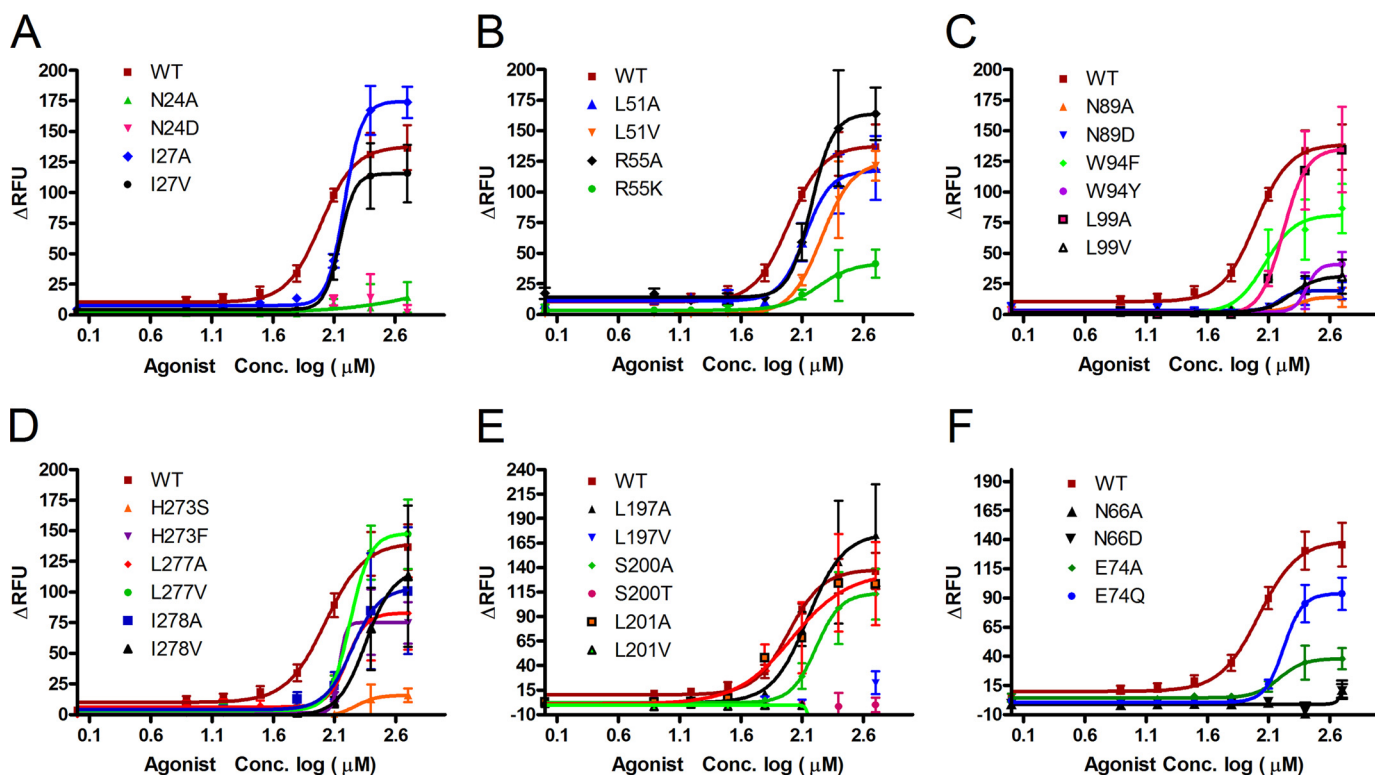 A
WT
N24A
N24D
I27A
I27V
ΔRFU
200
175
150
125
100
75
50
25
0
0.1 0.6 1.1 1.6 2.1 2.6
Agonist Conc. log ( μM)
B
WT
L51A
L51V
R55A
R55K
ΔRFU
200
175
150
125
100
75
50
25
0
0.1 0.6 1.1 1.6 2.1 2.6
Agonist Conc. log ( μM)
C
WT
N89A
N89D
W94F
W94Y
L99A
L99V
ΔRFU
200
175
150
125
100
75
50
25
0
0.1 0.6 1.1 1.6 2.1 2.6
Agonist Conc. log ( μM)
D
WT
H273S
H273F
L277A
L277V
I278A
I278V
ΔRFU
200
175
150
125
100
75
50
25
0
0.1 0.6 1.1 1.6 2.1 2.6
Agonist Conc. log ( μM)
E
WT
L197A
L197V
S200A
S200T
L201A
L201V
ΔRFU
240
215
190
165
140
115
90
65
40
15
-10
0.1 0.6 1.1 1.6 2.1 2.6
Agonist Conc. log ( μM)
F
WT
N66A
N66D
E74A
E74Q
ΔRFU
190
165
140
115
90
65
40
15
-10
0.1 0.6 1.1 1.6 2.1 2.6
Agonist Conc. log ( μM)